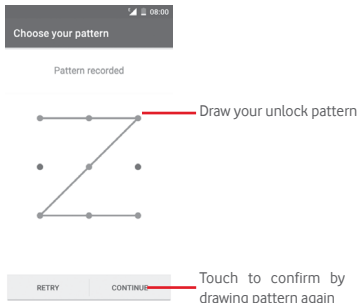 08:00
Choose your pattern
Pattern recorded
Draw your unlock pattern
RETRY
CONTINUE
Touch to confirm by
drawing pattern again